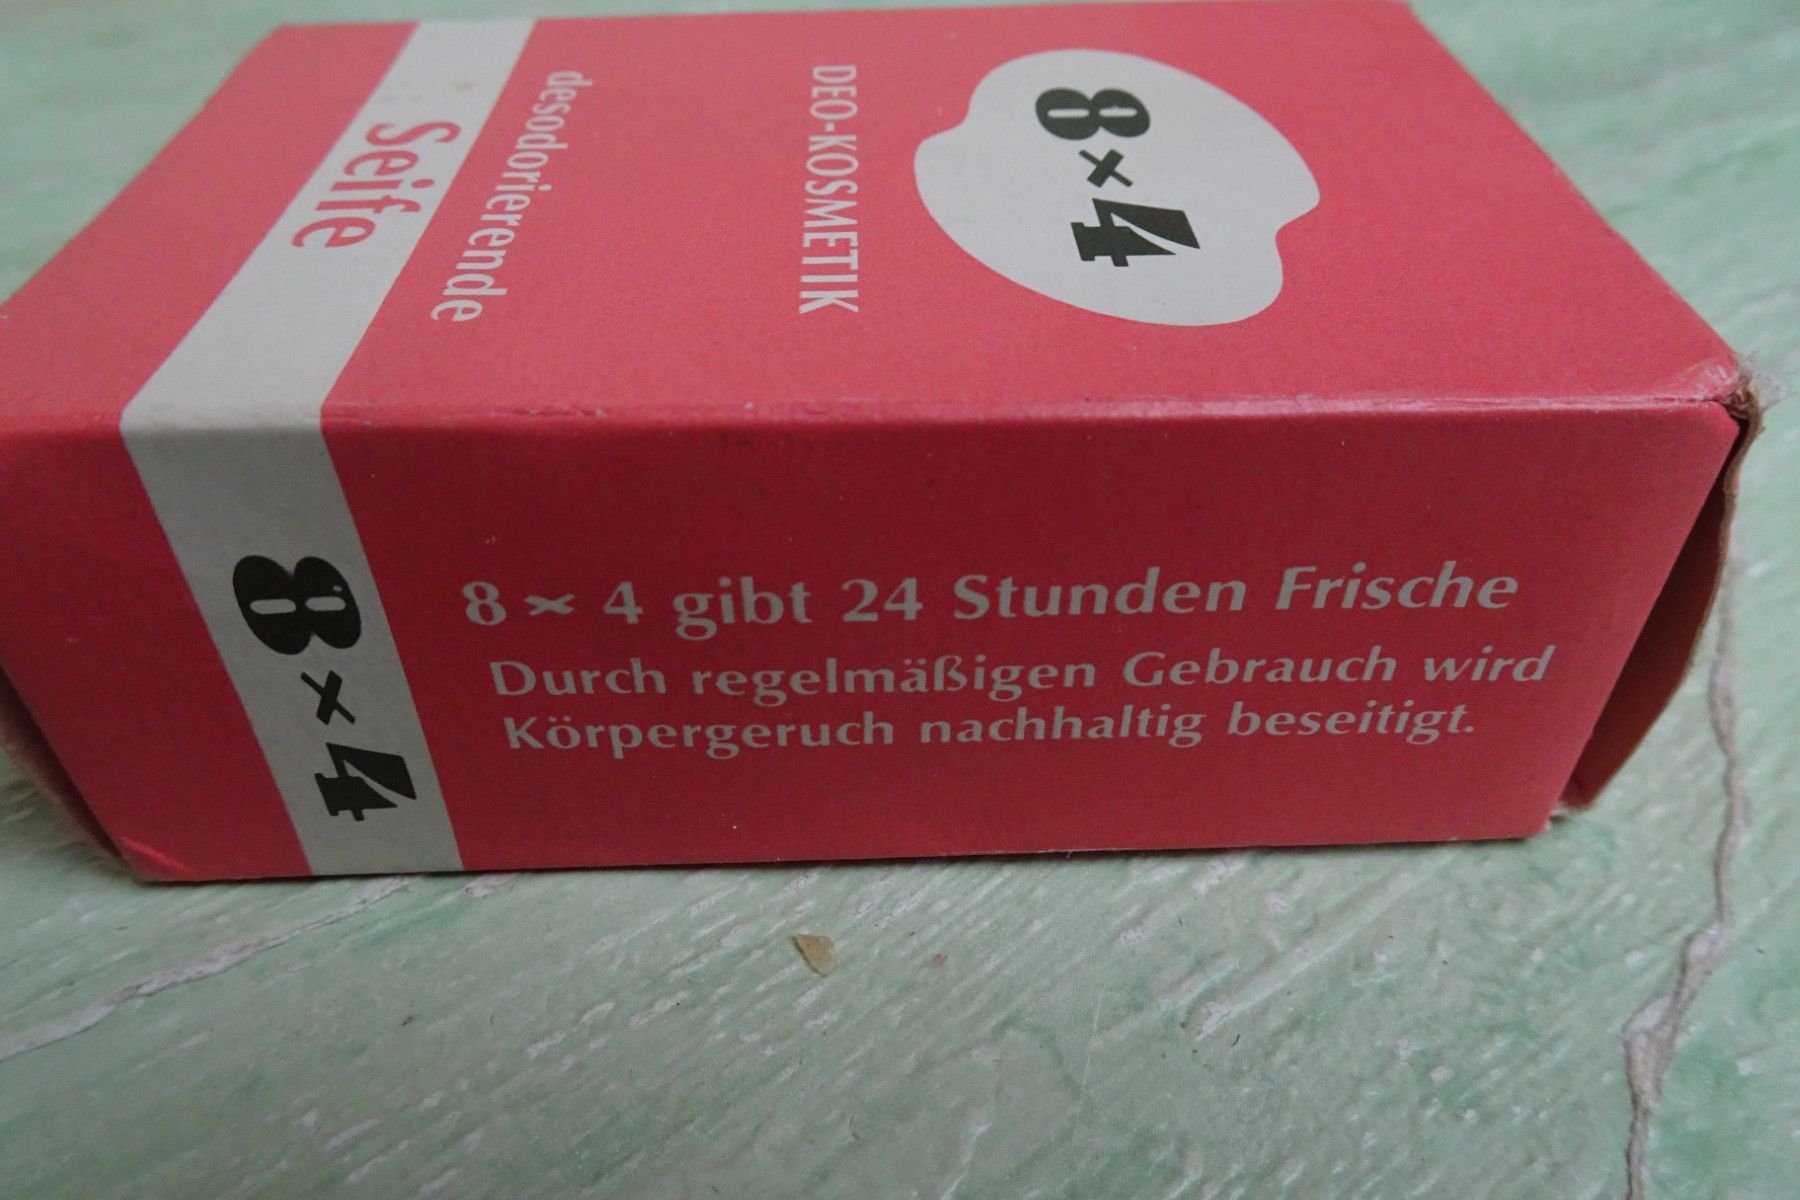 8×4
DEO-KOSMETIK
desodorierende
Seife
8×4
8×4 gibt 24 Stunden Frische
Durch regelmäßigen Gebrauch wird
Körpergeruch nachhaltig beseitigt.